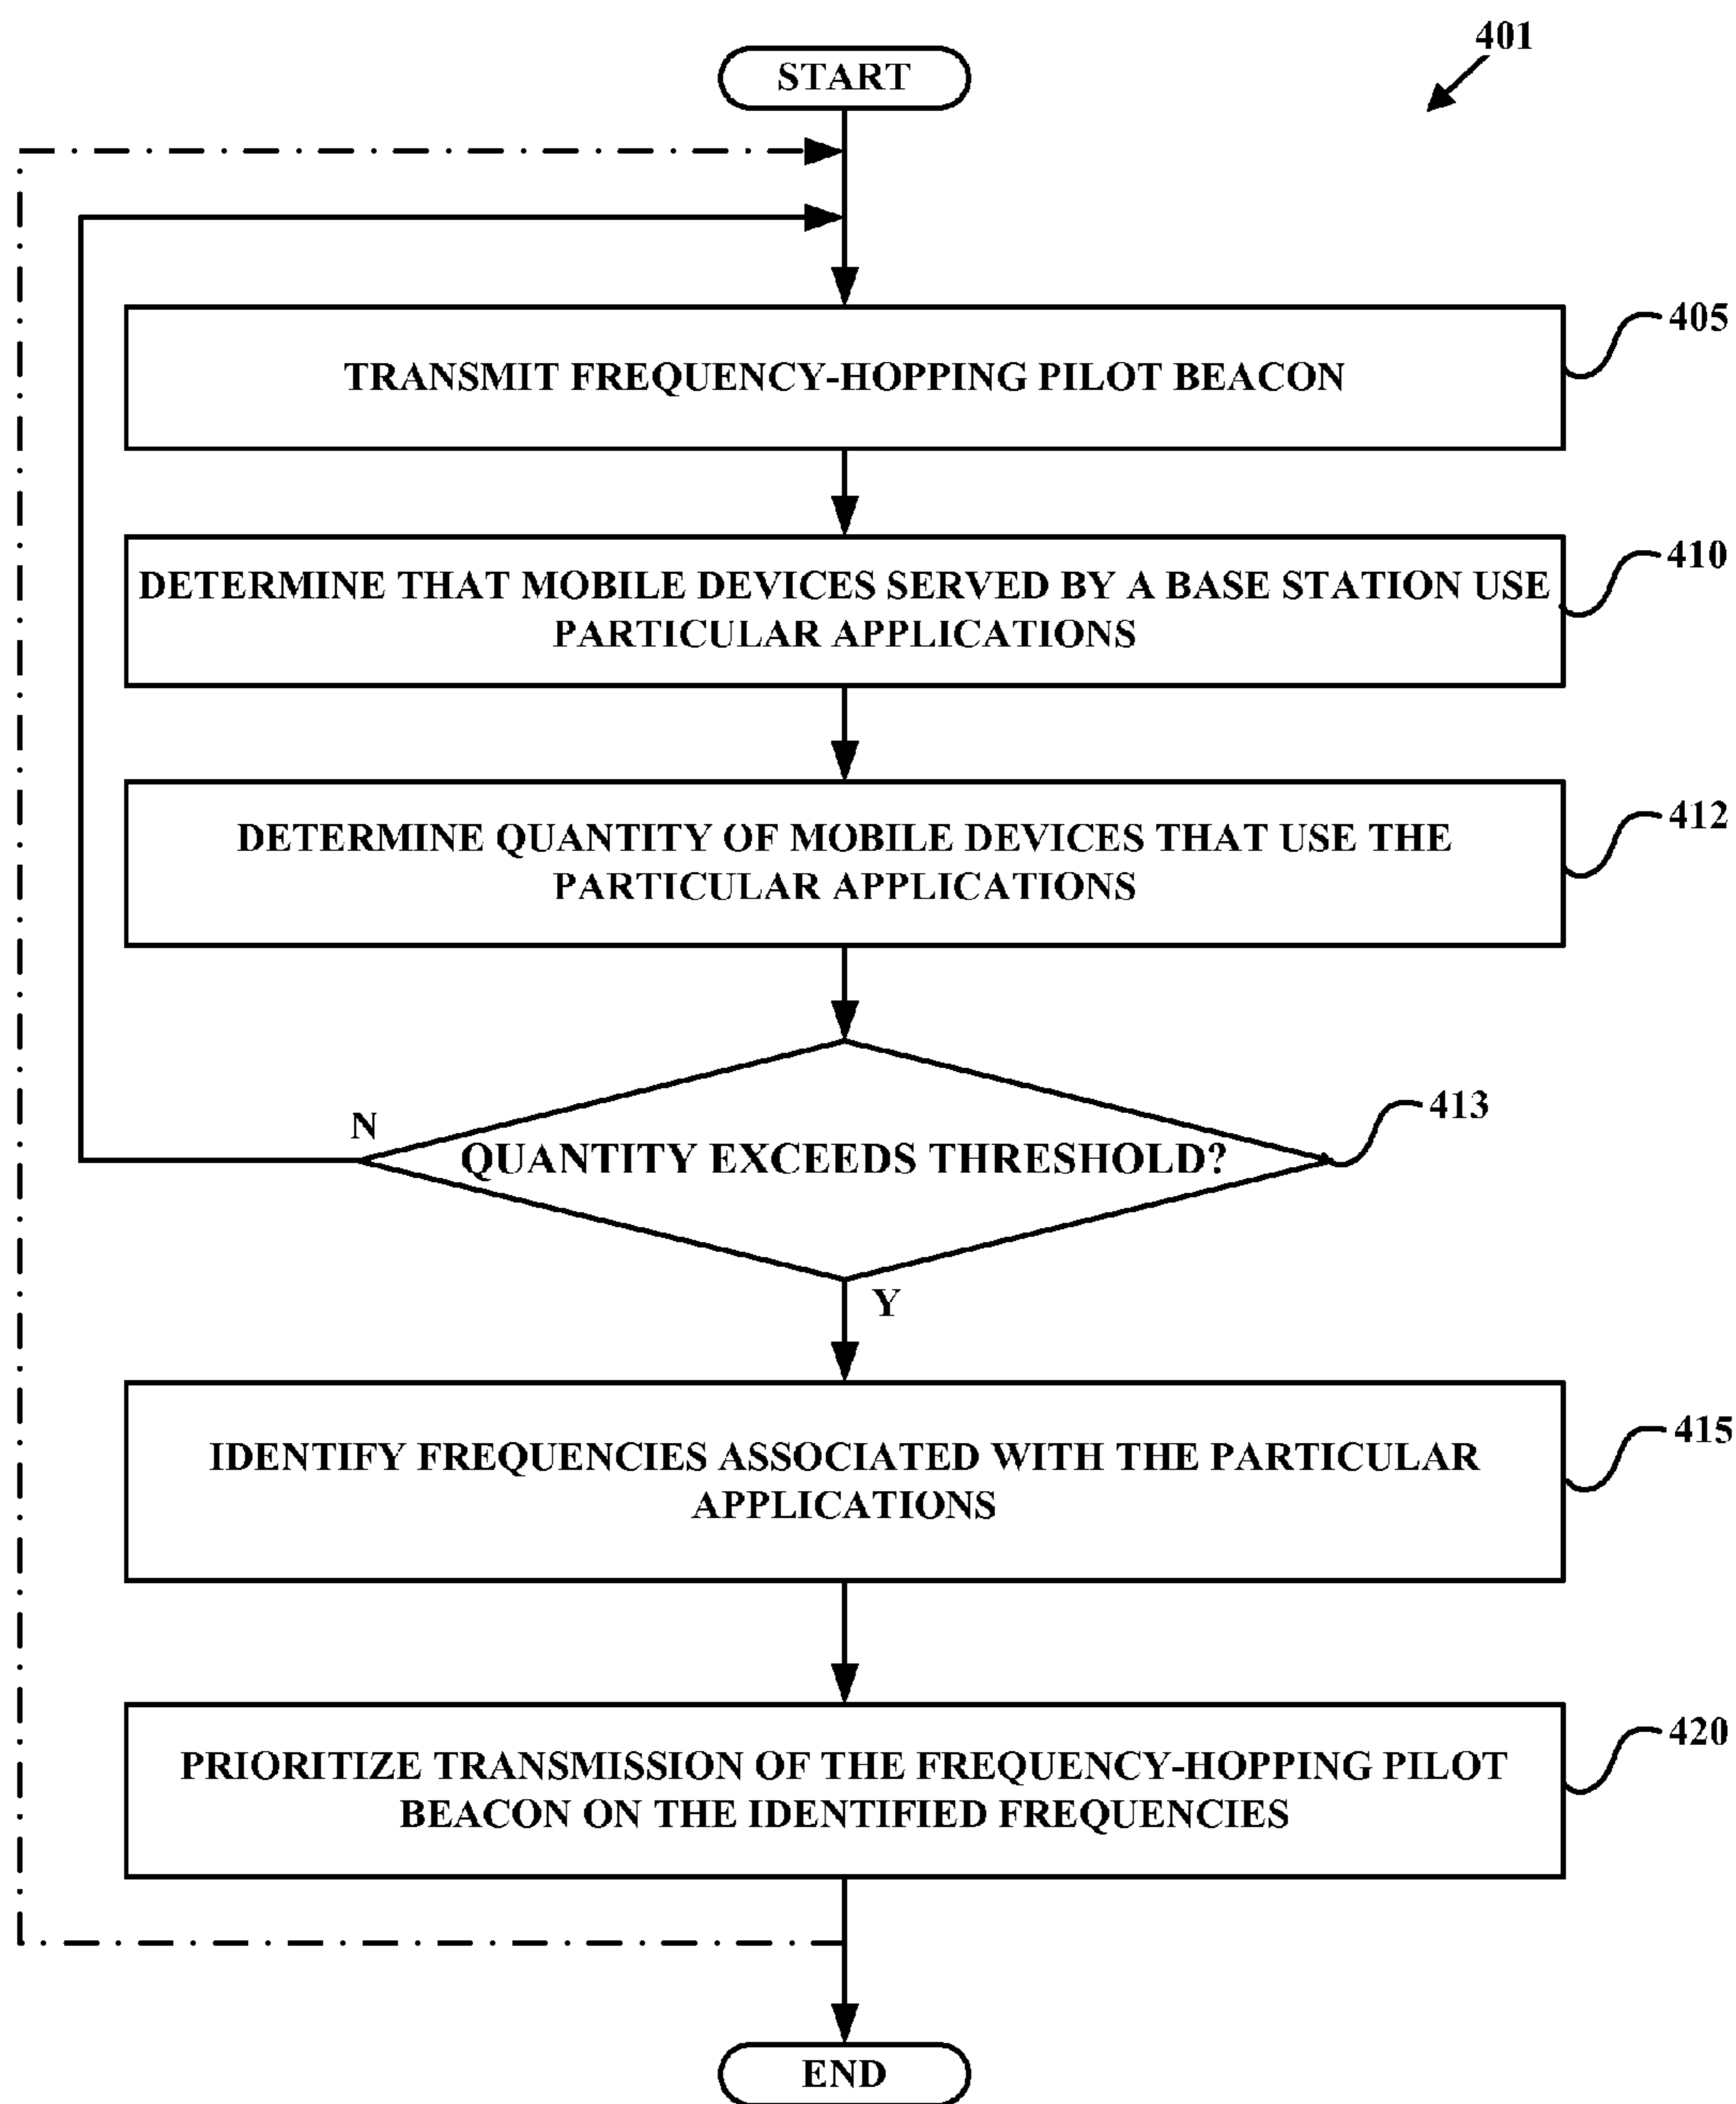 401
START
TRANSMIT FREQUENCY-HOPPING PILOT BEACON
405
DETERMINE THAT MOBILE DEVICES SERVED BY A BASE STATION USE
PARTICULAR APPLICATIONS
410
DETERMINE QUANTITY OF MOBILE DEVICES THAT USE THE
PARTICULAR APPLICATIONS
412
N
QUANTITY EXCEEDS THRESHOLD?
413
Y
IDENTIFY FREQUENCIES ASSOCIATED WITH THE PARTICULAR
APPLICATIONS
415
PRIORITIZE TRANSMISSION OF THE FREQUENCY-HOPPING PILOT
BEACON ON THE IDENTIFIED FREQUENCIES
420
END